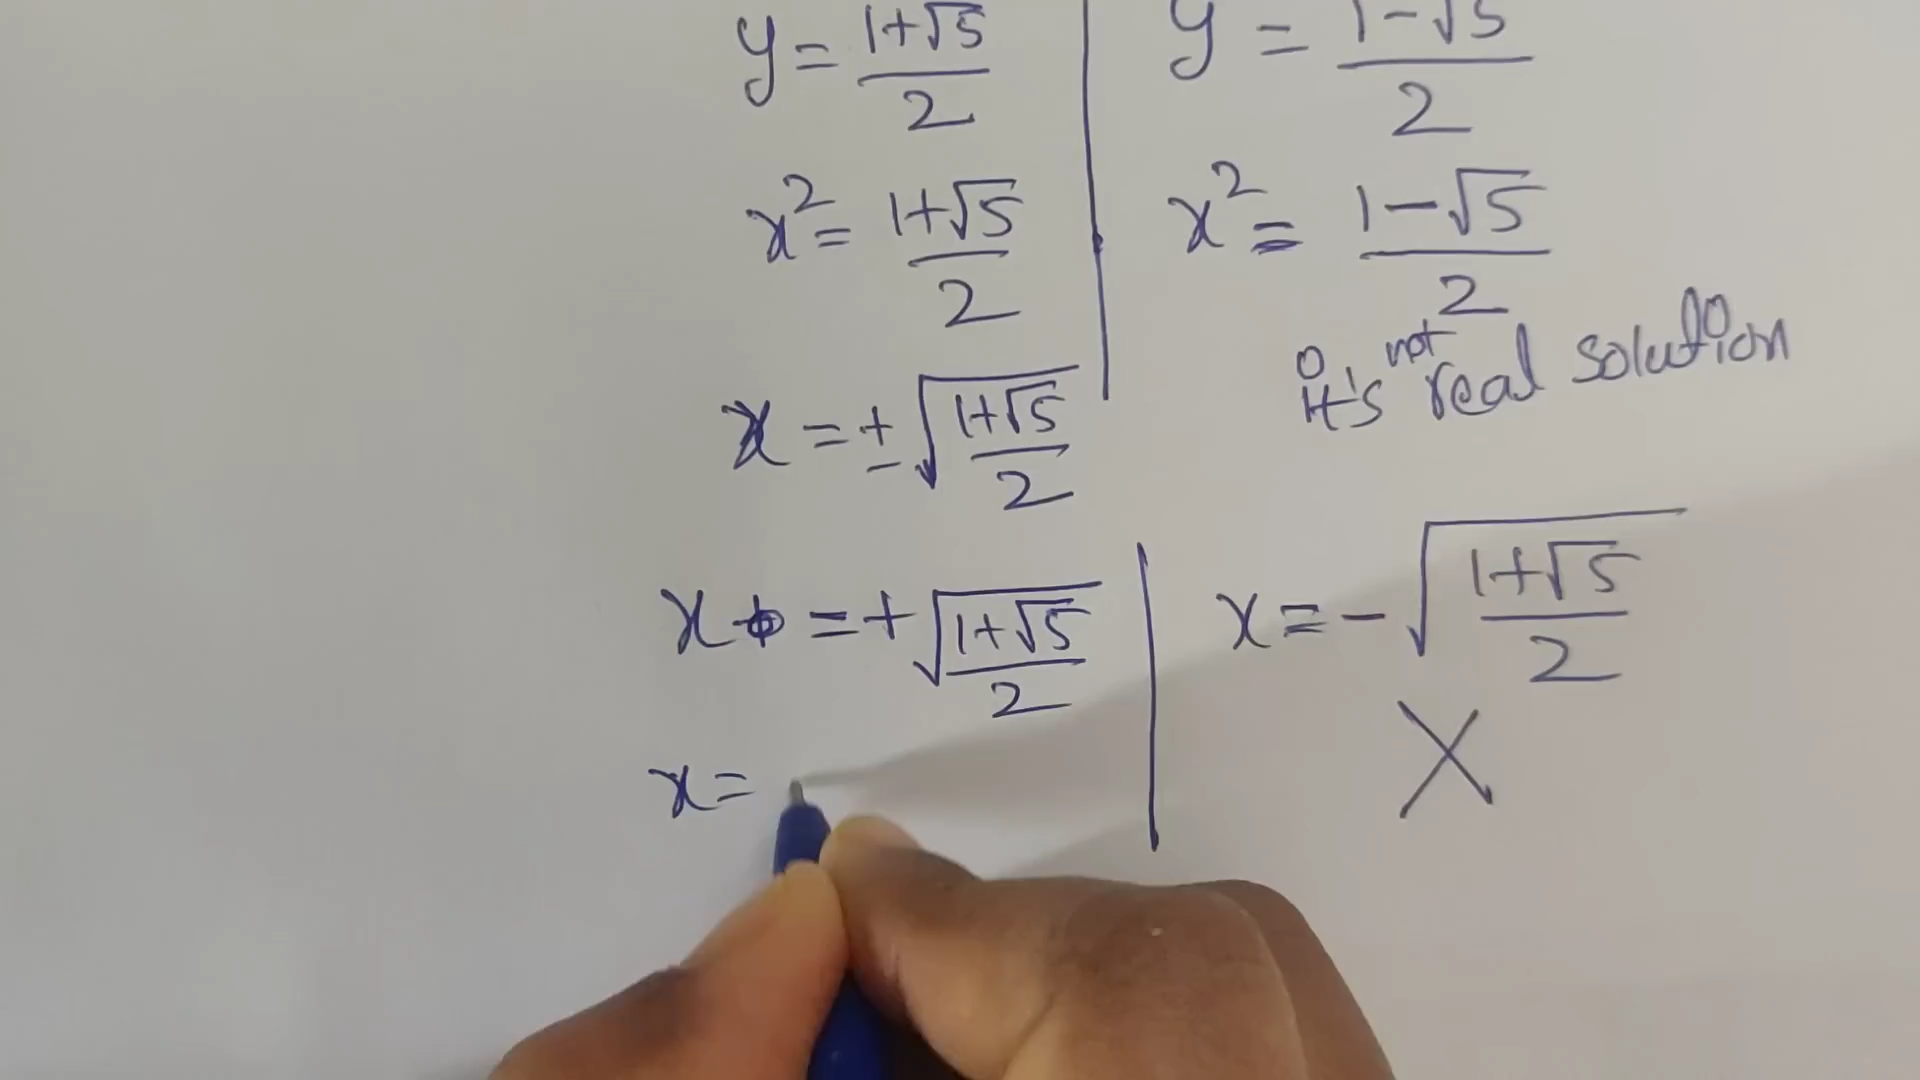 y = 1+√5 / 2
y = 1-√5 / 2
x² = 1+√5 / 2
x² = 1-√5 / 2
it's not real solution
x = ± √(1+√5 / 2)
x = + √(1+√5 / 2)
x = - √(1+√5 / 2)
X
x =